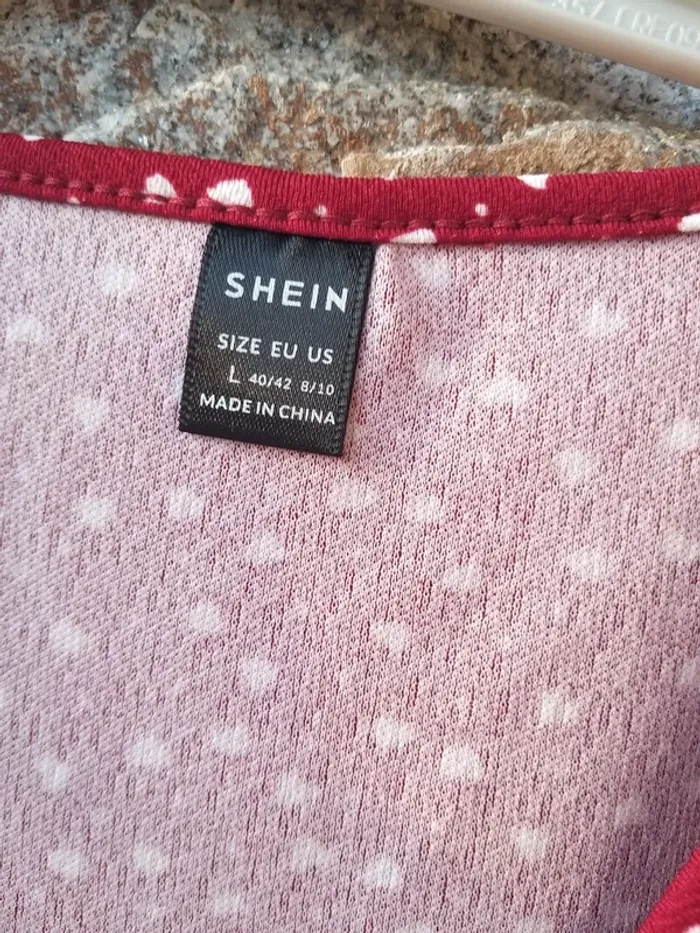 SHEIN
SIZE EU US
L 40/42 8/10
MADE IN CHINA